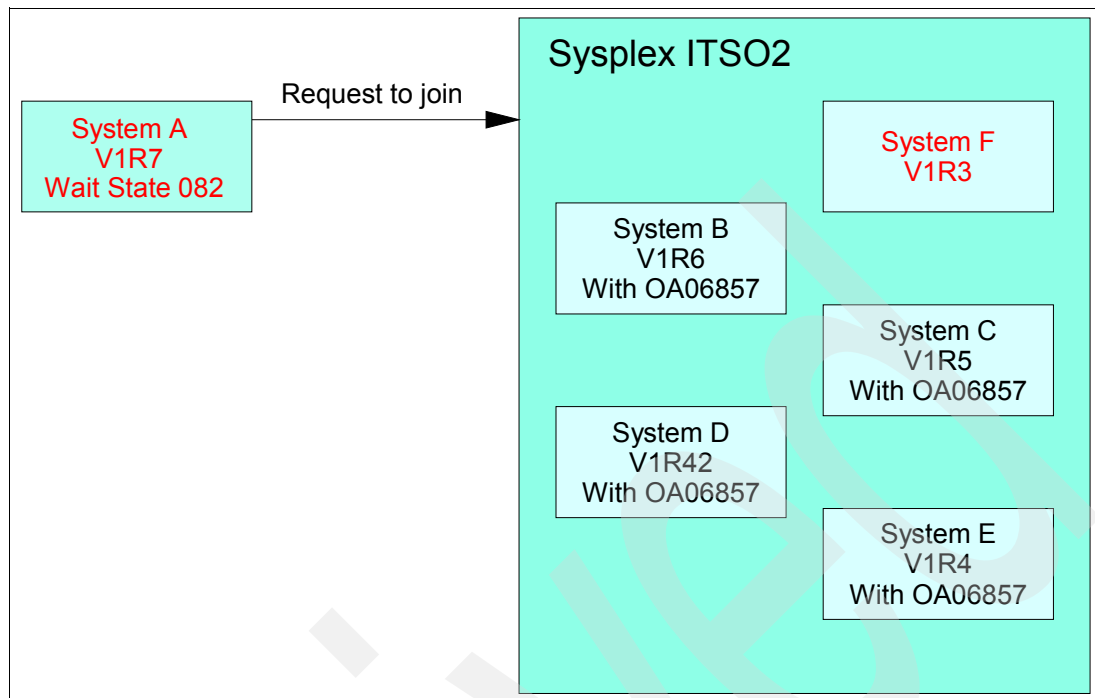 Sysplex ITSO2
Request to join
System A
V1R7
Wait State 082
System F
V1R3
System B
V1R6
With OA06857
System C
V1R5
With OA06857
System D
V1R42
With OA06857
System E
V1R4
With OA06857